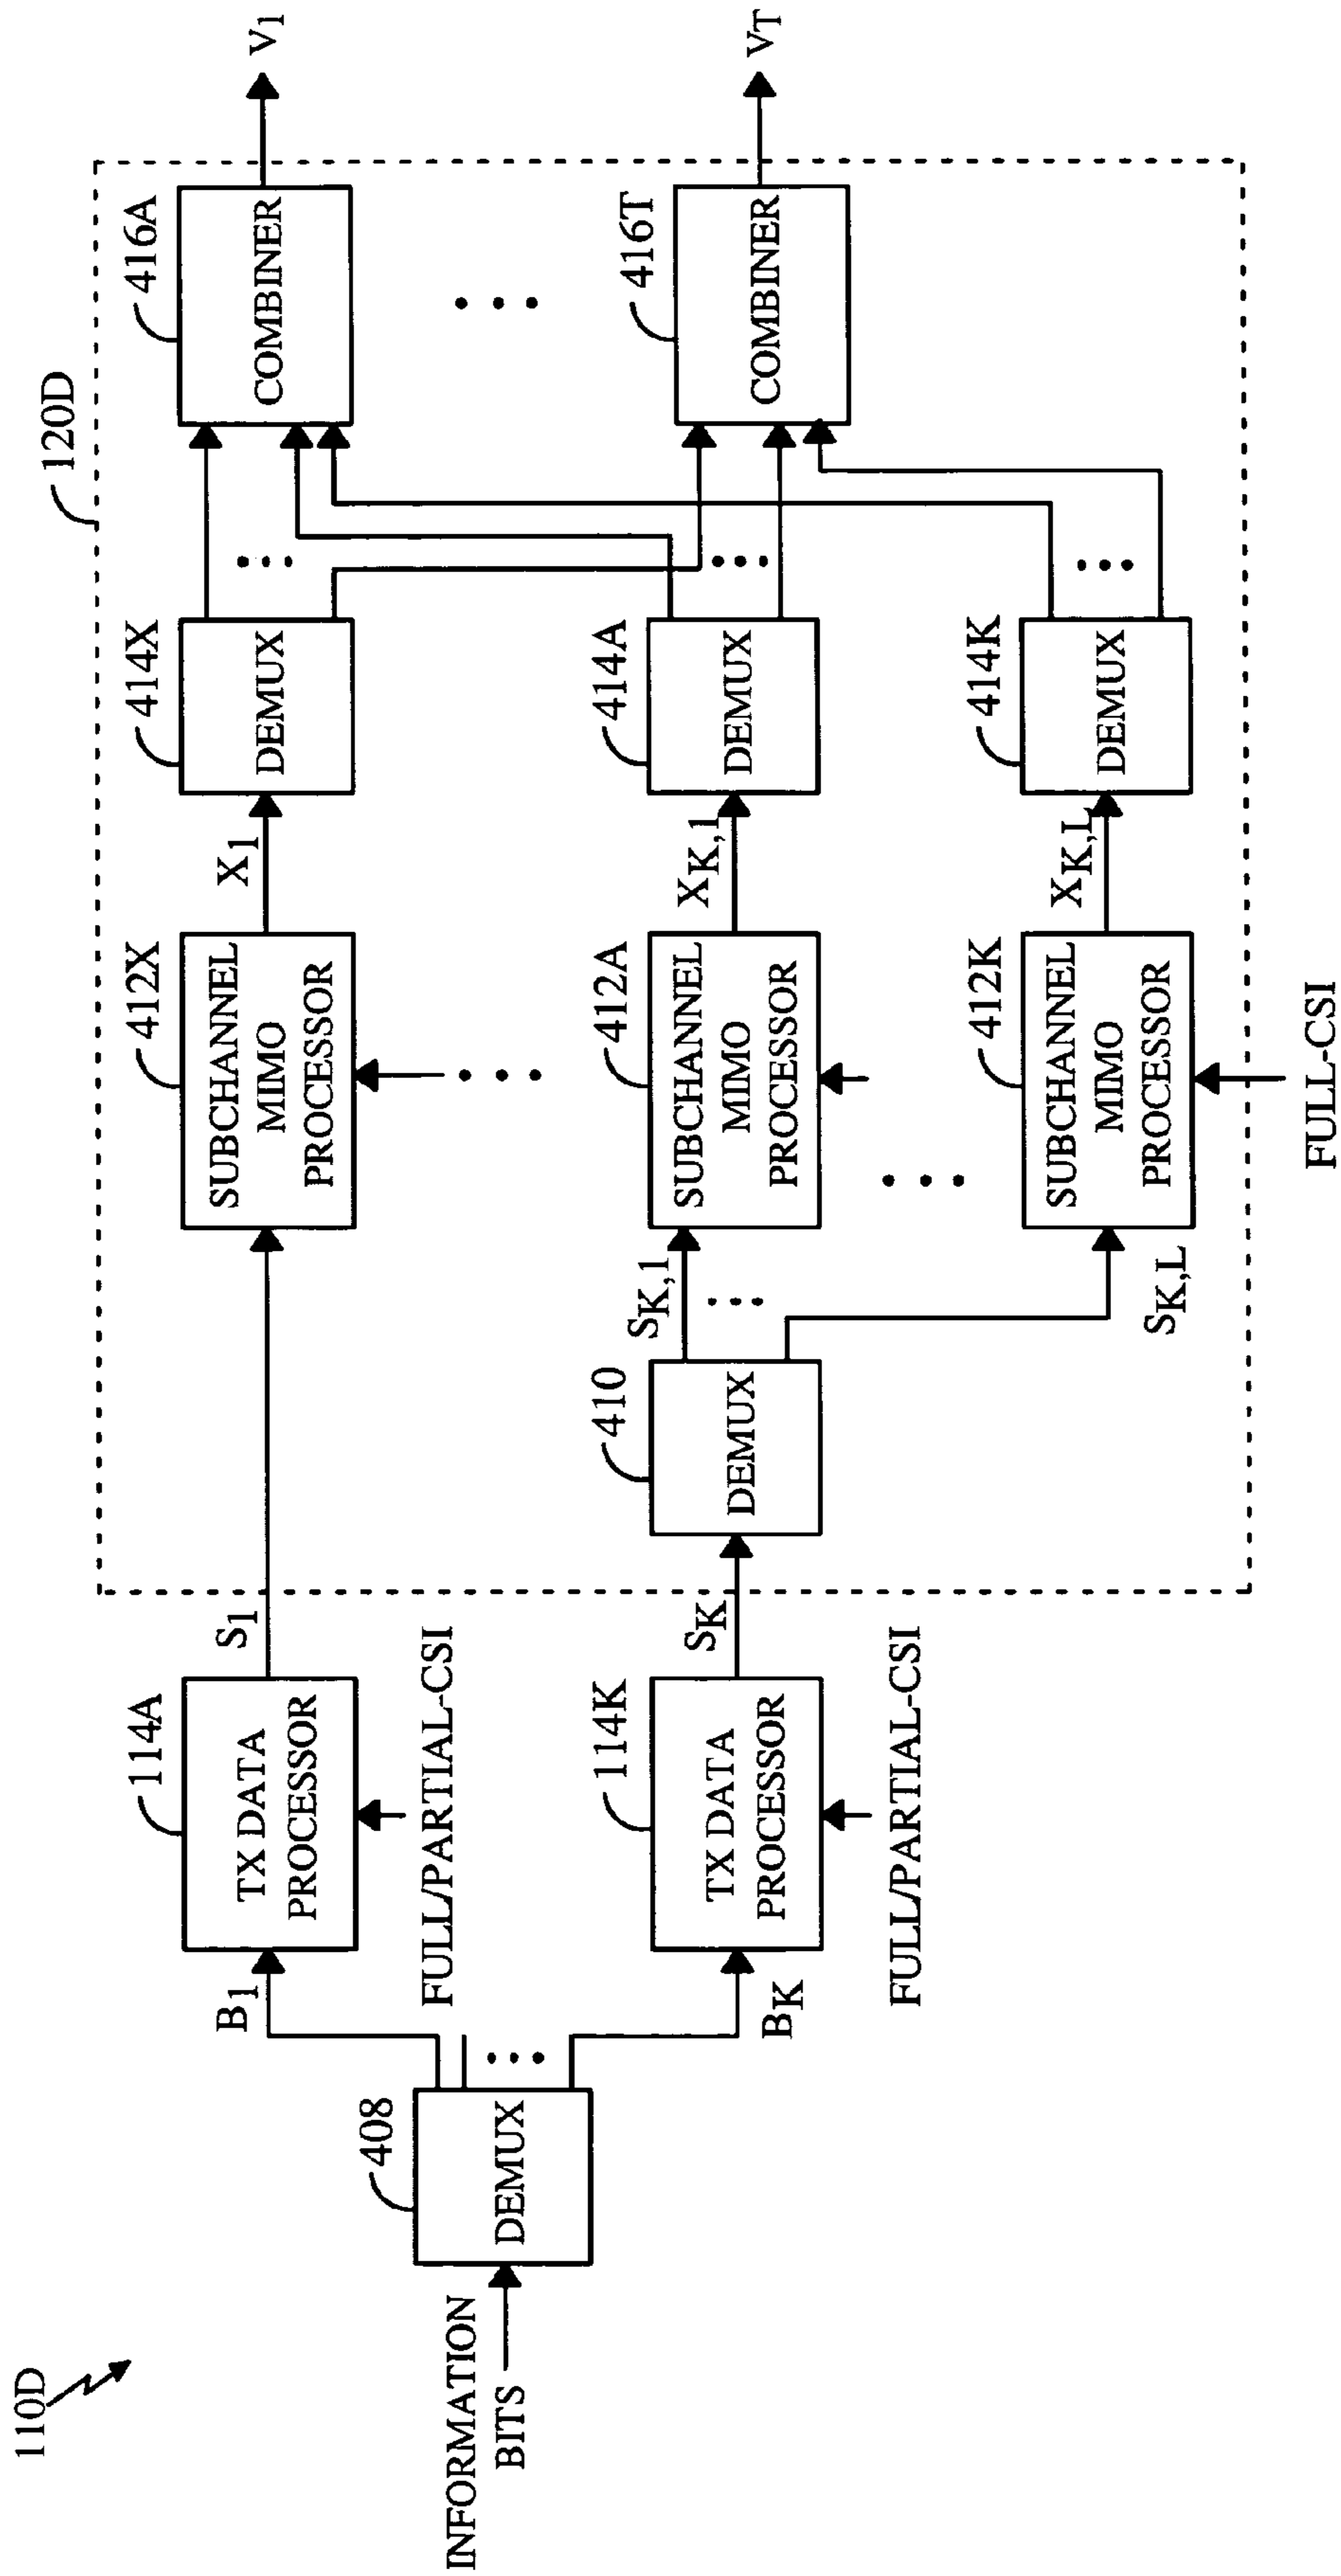 110D
INFORMATION
BITS
408
DEMUX
B1
BK
114A
TX DATA
PROCESSOR
FULL/PARTIAL-CSI
114K
TX DATA
PROCESSOR
FULL/PARTIAL-CSI
S1
SK
120D
410
DEMUX
SK,1
SK,L
412X
SUBCHANNEL
MIMO
PROCESSOR
412A
SUBCHANNEL
MIMO
PROCESSOR
412K
SUBCHANNEL
MIMO
PROCESSOR
FULL-CSI
X1
XK,1
XK,L
414X
DEMUX
414A
DEMUX
414K
DEMUX
416A
COMBINER
416T
COMBINER
V1
VT